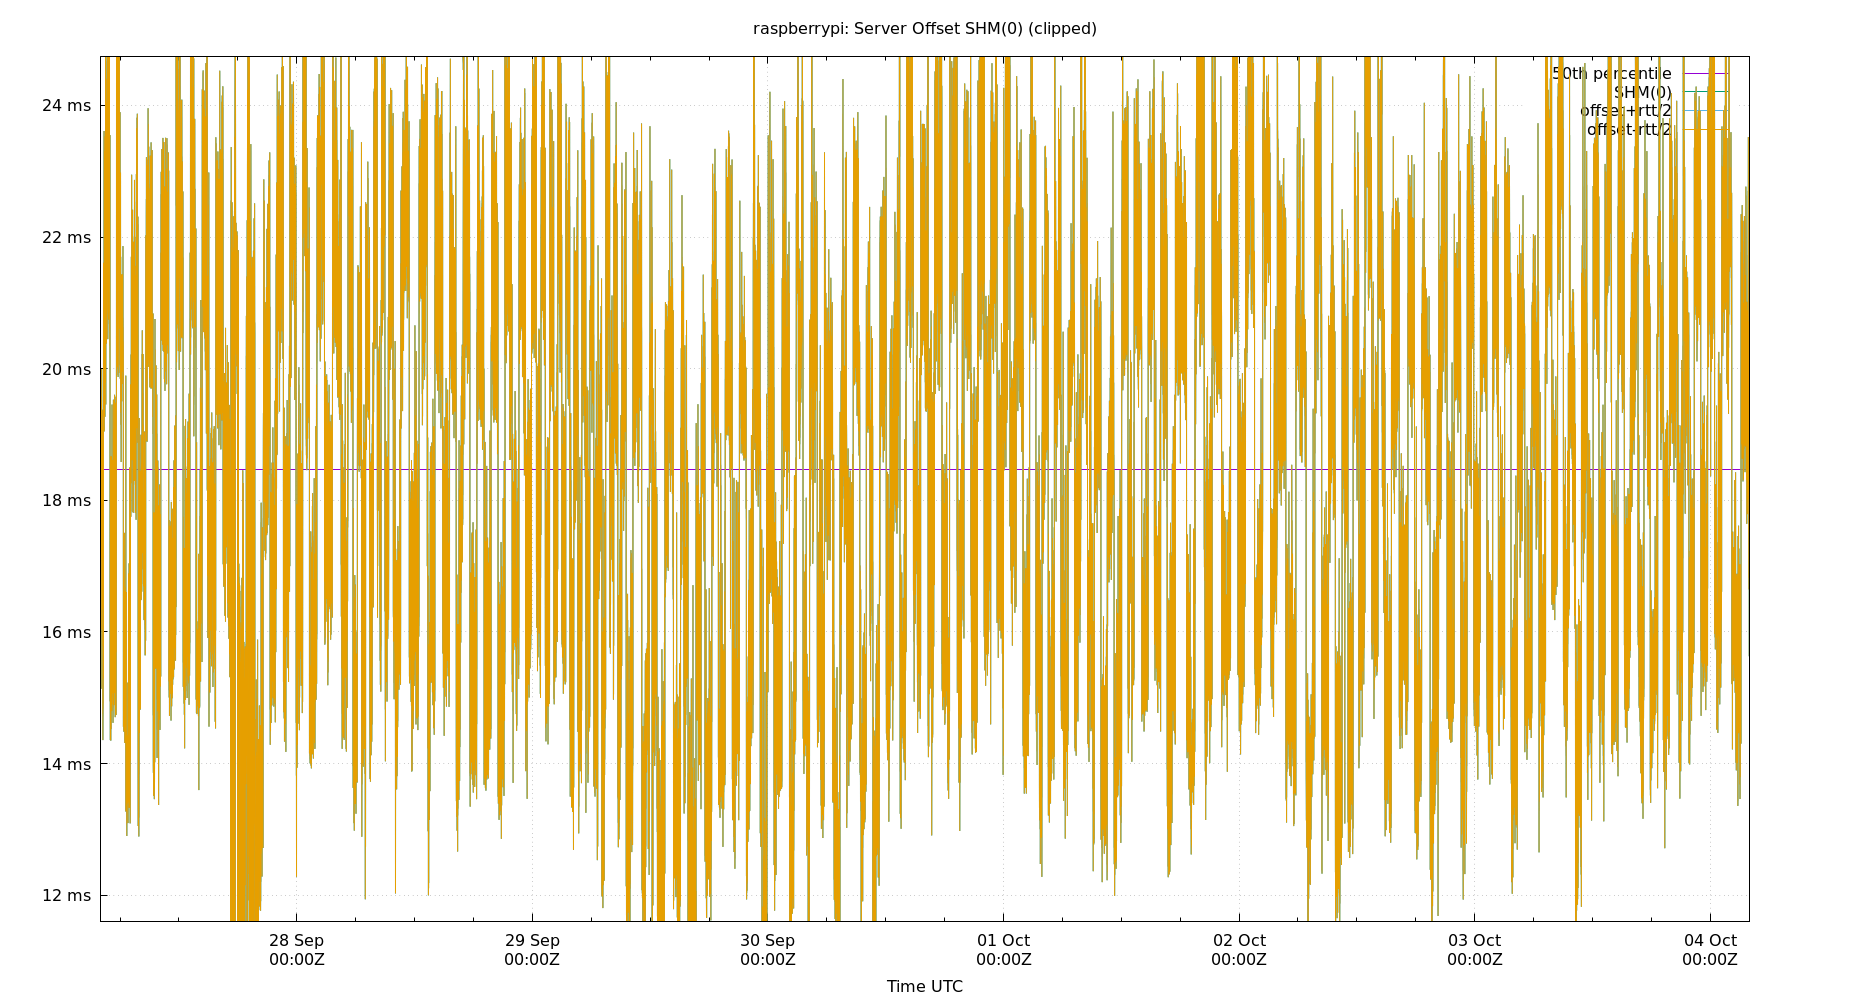 raspberrypi: Server Offset SHM(0) (clipped)
50th percentile
SHM(0)
offset+rtt/2
offset-rtt/2
24 ms
22 ms
20 ms
18 ms
16 ms
14 ms
12 ms
28 Sep
00:00Z
29 Sep
00:00Z
30 Sep
00:00Z
01 Oct
00:00Z
02 Oct
00:00Z
03 Oct
00:00Z
04 Oct
00:00Z
Time UTC